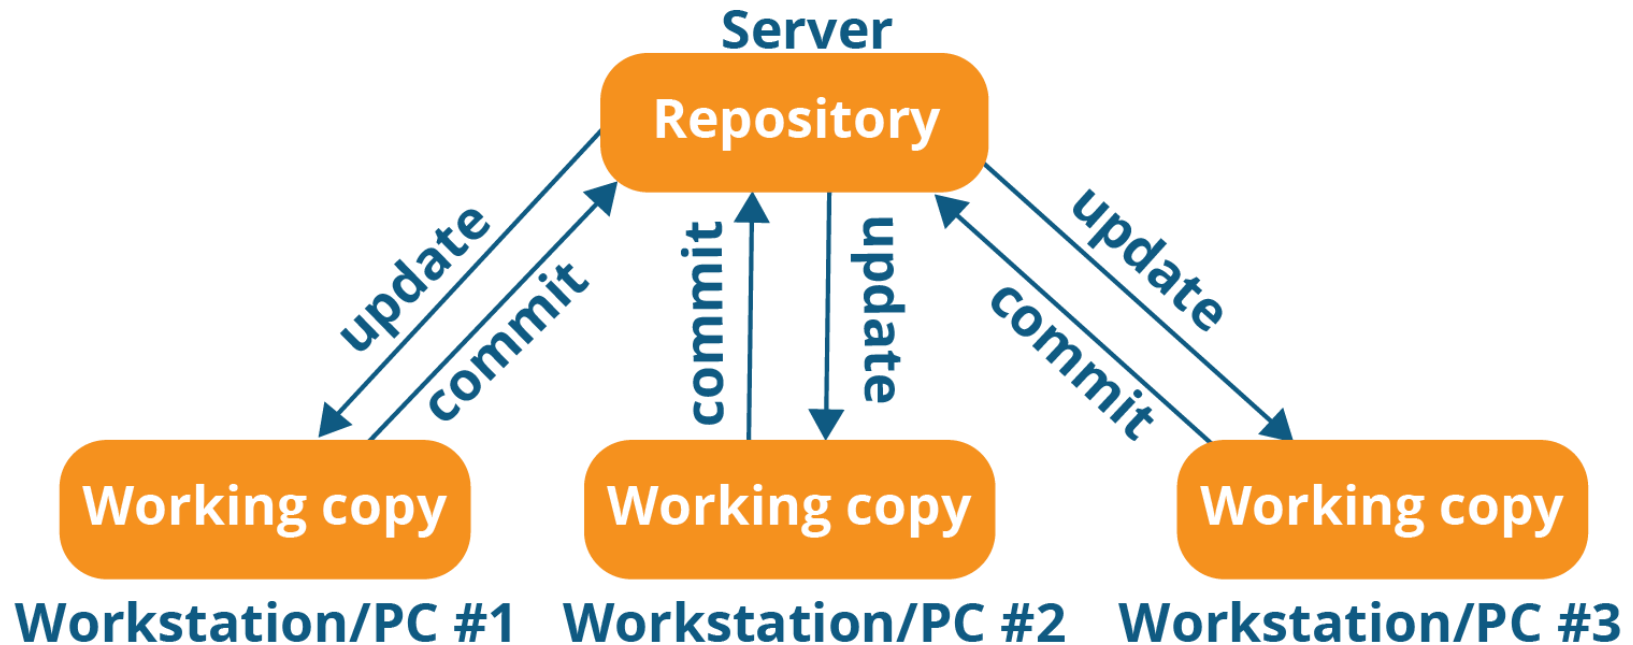 Server
Repository
update
commit
commit
update
commit
update
Working copy
Working copy
Working copy
Workstation/PC #1
Workstation/PC #2
Workstation/PC #3